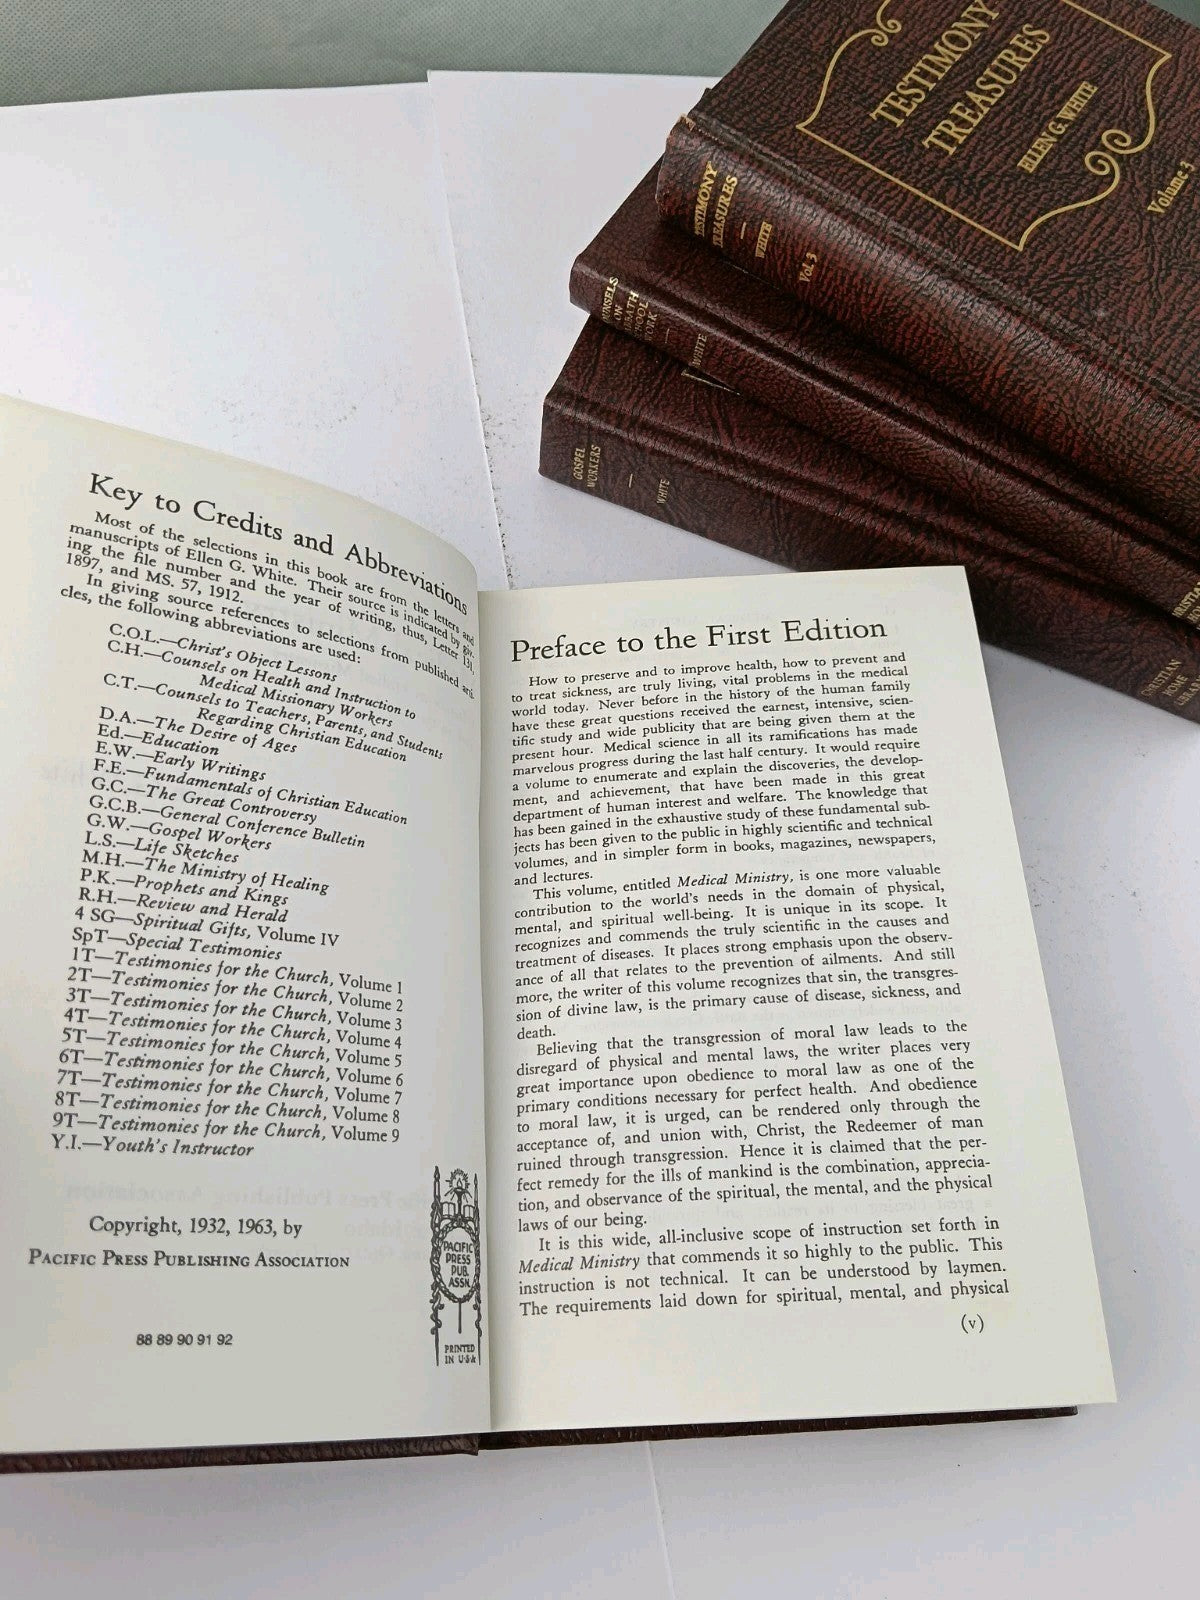 TESTIMONY
TREASURES
ELLEN G. WHITE
Volume - 3
TESTIMONY
TREASURES
—
WHITE
Vol. 3
ON
WORK
—
WHITE
GOSPEL
WORKERS
—
WHITE
CHRISTIAN
HOME
Key to Credits and Abbreviations
Most of the selections in this book are from the letters and
manuscripts of Ellen G. White. Their source is indicated by giv-
ing the file number and the year of writing, thus, Letter 131,
1897, and MS. 57, 1912.
In giving source references to selections from published arti-
cles, the following abbreviations are used:
C.O.L.—Christ's Object Lessons
C.H.—Counsels on Health and Instruction to
Medical Missionary Workers
C.T.—Counsels to Teachers, Parents, and Students
Regarding Christian Education
D.A.—The Desire of Ages
Ed.—Education
E.W.—Early Writings
F.E.—Fundamentals of Christian Education
G.C.—The Great Controversy
G.C.B.—General Conference Bulletin
G.W.—Gospel Workers
L.S.—Life Sketches
M.H.—The Ministry of Healing
P.K.—Prophets and Kings
R.H.—Review and Herald
4 SG—Spiritual Gifts, Volume IV
SpT—Special Testimonies
1T—Testimonies for the Church, Volume 1
2T—Testimonies for the Church, Volume 2
3T—Testimonies for the Church, Volume 3
4T—Testimonies for the Church, Volume 4
5T—Testimonies for the Church, Volume 5
6T—Testimonies for the Church, Volume 6
7T—Testimonies for the Church, Volume 7
8T—Testimonies for the Church, Volume 8
9T—Testimonies for the Church, Volume 9
Y.I.—Youth's Instructor
Copyright, 1932, 1963, by
PACIFIC PRESS PUBLISHING ASSOCIATION
88 89 90 91 92
PACIFIC
PRESS
PUB.
ASSN.
PRINTED
IN U·S·A
Preface to the First Edition
How to preserve and to improve health, how to prevent and
to treat sickness, are truly living, vital problems in the medical
world today. Never before in the history of the human family
have these great questions received the earnest, intensive, scien-
tific study and wide publicity that are being given them at the
present hour. Medical science in all its ramifications has made
marvelous progress during the last half century. It would require
a volume to enumerate and explain the discoveries, the develop-
ment, and achievement, that have been made in this great
department of human interest and welfare. The knowledge that
has been gained in the exhaustive study of these fundamental sub-
jects has been given to the public in highly scientific and technical
volumes, and in simpler form in books, magazines, newspapers,
and lectures.
This volume, entitled Medical Ministry, is one more valuable
contribution to the world's needs in the domain of physical,
mental, and spiritual well-being. It is unique in its scope. It
recognizes and commends the truly scientific in the causes and
treatment of diseases. It places strong emphasis upon the observ-
ance of all that relates to the prevention of ailments. And still
more, the writer of this volume recognizes that sin, the transgres-
sion of divine law, is the primary cause of disease, sickness, and
death.
Believing that the transgression of moral law leads to the
disregard of physical and mental laws, the writer places very
great importance upon obedience to moral law as one of the
primary conditions necessary for perfect health. And obedience
to moral law, it is urged, can be rendered only through the
acceptance of, and union with, Christ, the Redeemer of man
ruined through transgression. Hence it is claimed that the per-
fect remedy for the ills of mankind is the combination, apprecia-
tion, and observance of the spiritual, the mental, and the physical
laws of our being.
It is this wide, all-inclusive scope of instruction set forth in
Medical Ministry that commends it so highly to the public. This
instruction is not technical. It can be understood by laymen.
The requirements laid down for spiritual, mental, and physical
(v)